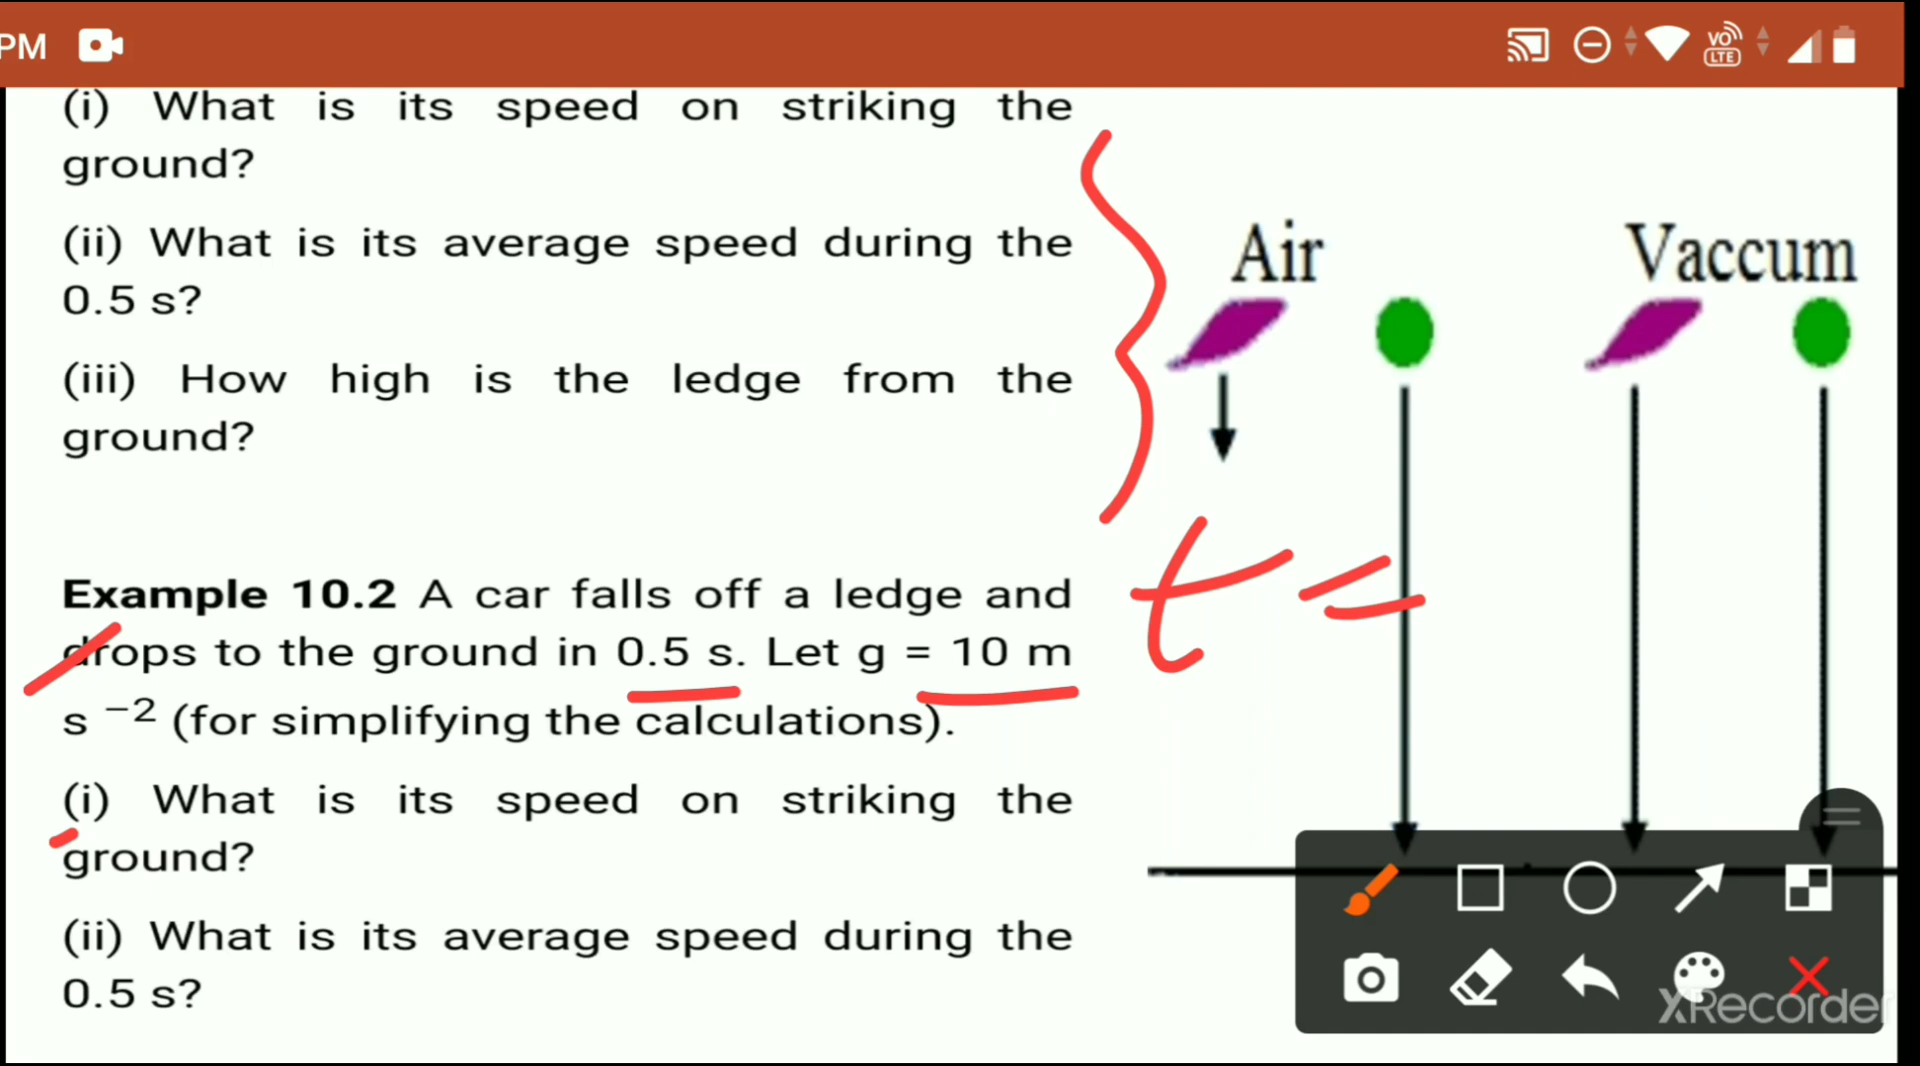 PM
VO
LTE
(i) What is its speed on striking the
ground?
(ii) What is its average speed during the
0.5 s?
(iii) How high is the ledge from the
ground?
Example 10.2 A car falls off a ledge and
drops to the ground in 0.5 s. Let g = 10 m
s ⁻² (for simplifying the calculations).
(i) What is its speed on striking the
ground?
(ii) What is its average speed during the
0.5 s?
Air
Vaccum
t =
XRecorder